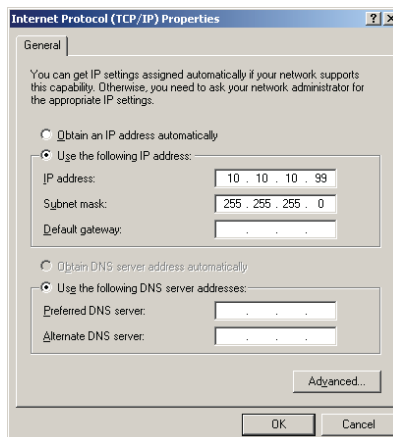 Internet Protocol (TCP/IP) Properties
General
You can get IP settings assigned automatically if your network supports
this capability. Otherwise, you need to ask your network administrator for
the appropriate IP settings.
Obtain an IP address automatically
Use the following IP address:
IP address: 10 . 10 . 10 . 99
Subnet mask: 255 . 255 . 255 . 0
Default gateway: . . .
Obtain DNS server address automatically
Use the following DNS server addresses:
Preferred DNS server: . . .
Alternate DNS server: . . .
Advanced...
OK Cancel